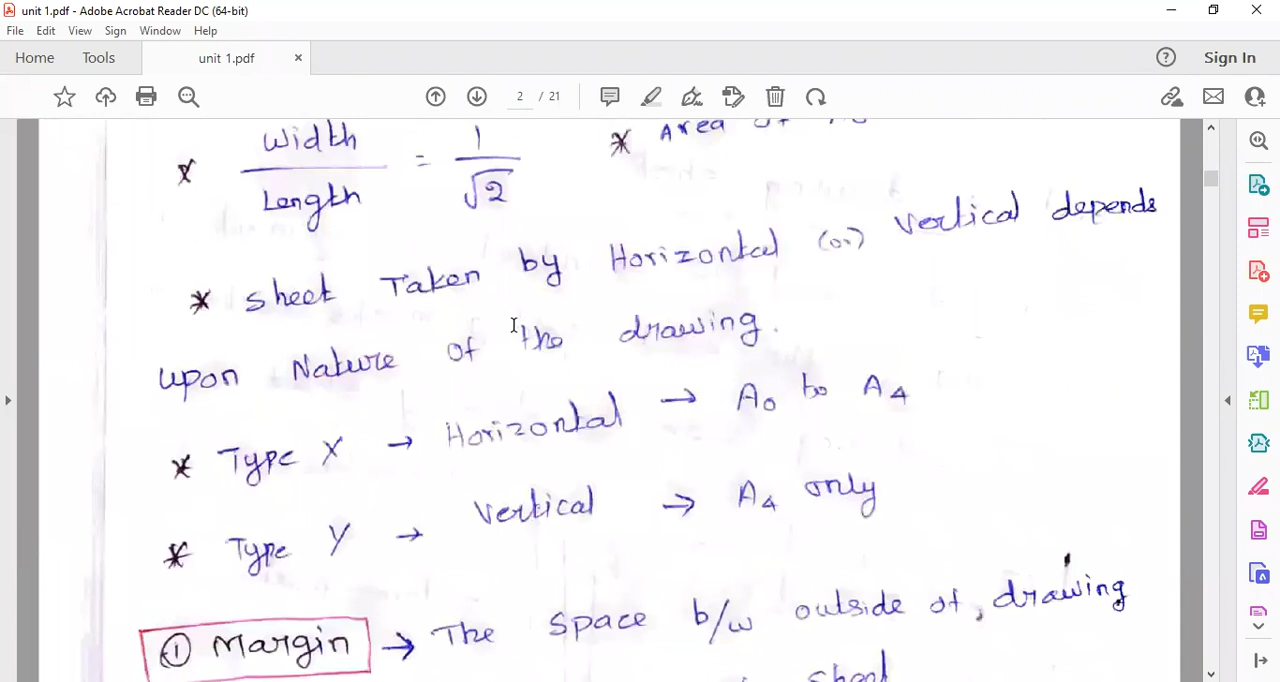 unit 1.pdf - Adobe Acrobat Reader DC (64-bit)
File Edit View Sign Window Help
Home Tools unit 1.pdf × ? Sign In
2 / 21
* Width / Length = 1 / √2 * Area of
* Sheet Taken by Horizontal (or) vertical depends
upon Nature of the drawing.
* Type X → Horizontal → A0 to A4
* Type Y → Vertical → A4 only
① Margin → The space b/w outside of, drawing
sheet